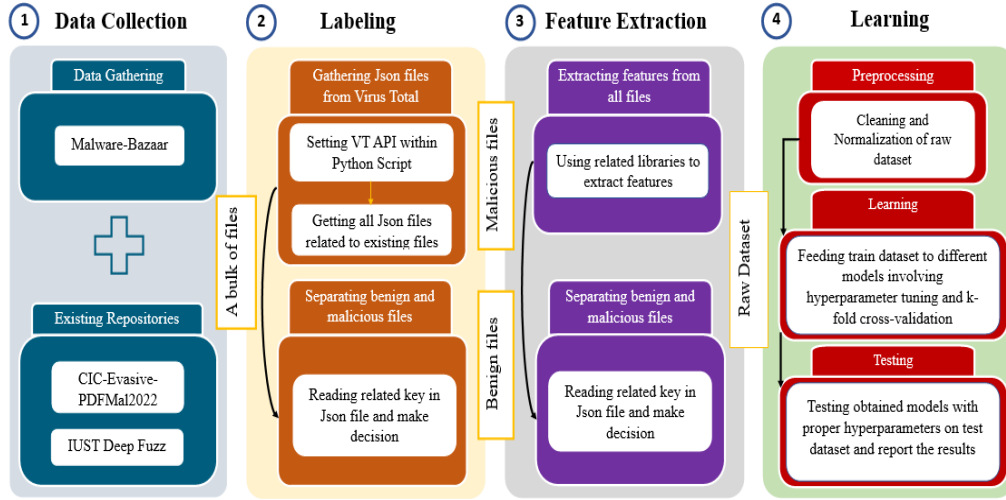 1
Data Collection
Data Gathering
Malware-Bazaar
Existing Repositories
CIC-Evasive-
PDFMal2022
IUST Deep Fuzz
A bulk of files
2
Labeling
Gathering Json files
from Virus Total
Setting VT API within
Python Script
Getting all Json files
related to existing files
Separating benign and
malicious files
Reading related key in
Json file and make
decision
Malicious files
Benign files
3
Feature Extraction
Extracting features from
all files
Using related libraries to
extract features
Separating benign and
malicious files
Reading related key in
Json file and make
decision
Raw Dataset
4
Learning
Preprocessing
Cleaning and
Normalization of raw
dataset
Learning
Feeding train dataset to different
models involving
hyperparameter tuning and k-
fold cross-validation
Testing
Testing obtained models with
proper hyperparameters on test
dataset and report the results